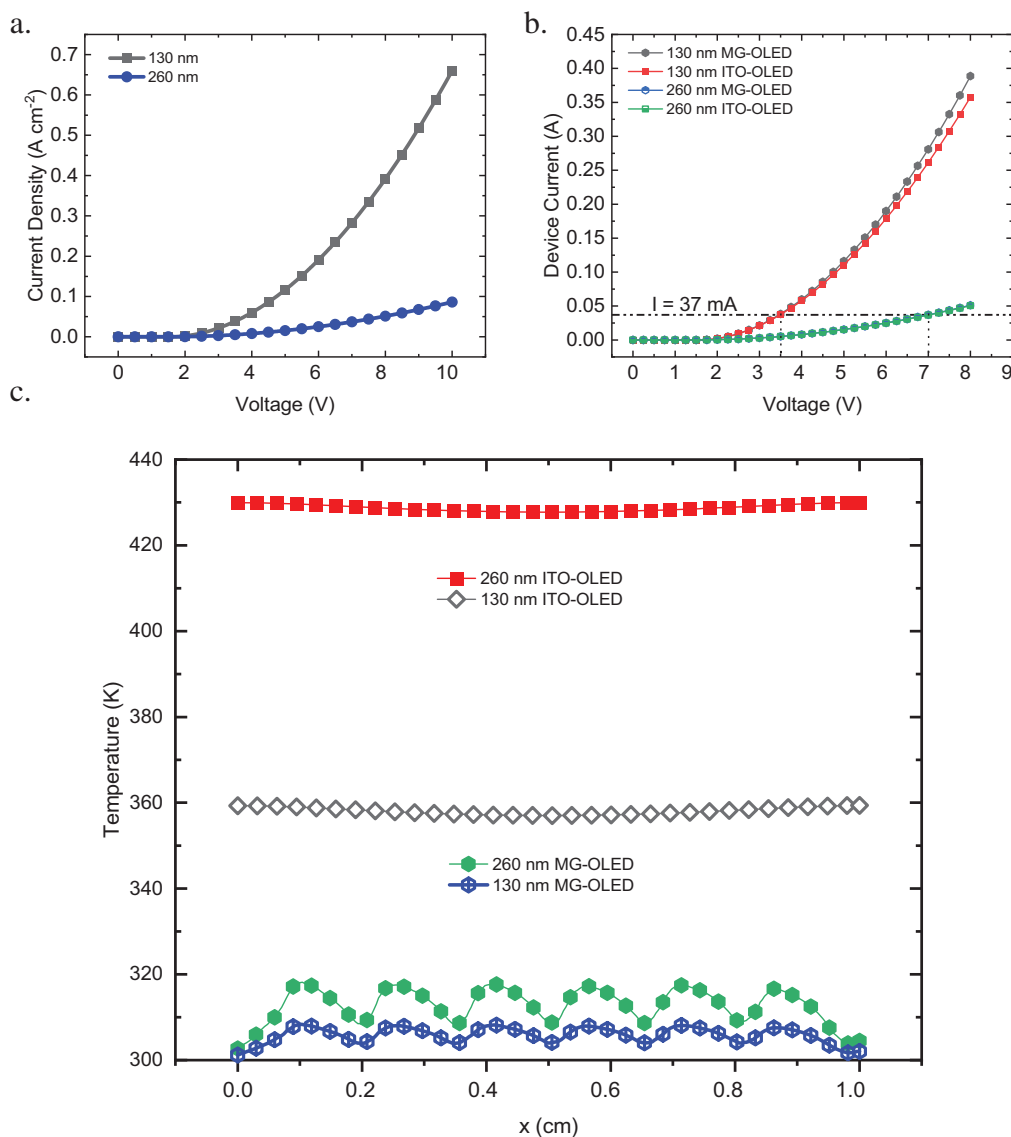 a.
0.7
0.6
0.5
0.4
0.3
0.2
0.1
0.0
Current Density (A cm-2)
130 nm
260 nm
0 2 4 6 8 10
Voltage (V)
b.
0.45
0.40
0.35
0.30
0.25
0.20
0.15
0.10
0.05
0.00
Device Current (A)
130 nm MG-OLED
130 nm ITO-OLED
260 nm MG-OLED
260 nm ITO-OLED
I = 37 mA
0 1 2 3 4 5 6 7 8 9
Voltage (V)
c.
440
420
400
380
360
340
320
300
Temperature (K)
260 nm ITO-OLED
130 nm ITO-OLED
260 nm MG-OLED
130 nm MG-OLED
0.0 0.2 0.4 0.6 0.8 1.0
x (cm)